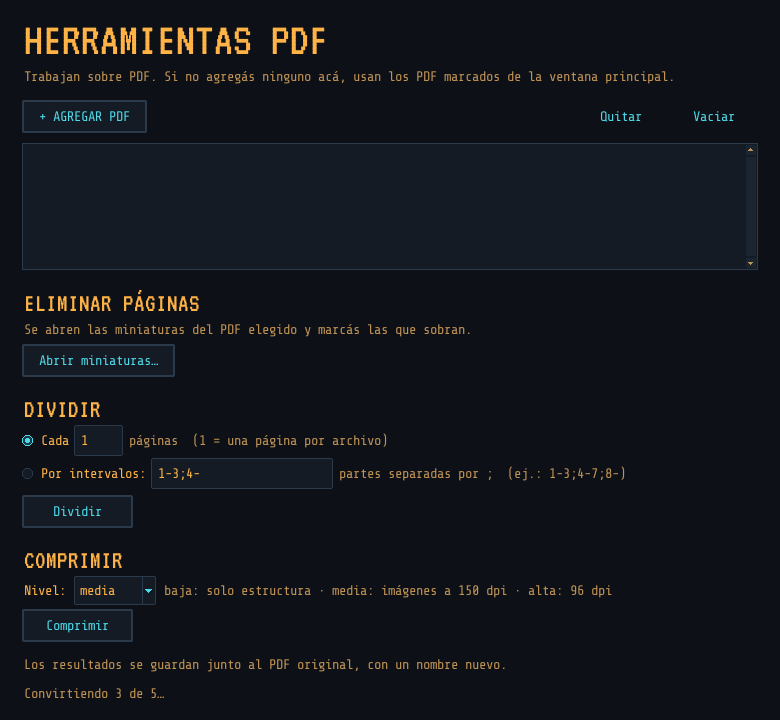 HERRAMIENTAS PDF
Trabajan sobre PDF. Si no agregás ninguno acá, usan los PDF marcados de la ventana principal.
+ AGREGAR PDF Quitar Vaciar
ELIMINAR PÁGINAS
Se abren las miniaturas del PDF elegido y marcás las que sobran.
Abrir miniaturas…
DIVIDIR
Cada 1 páginas (1 = una página por archivo)
Por intervalos: 1-3;4- partes separadas por ; (ej.: 1-3;4-7;8-)
Dividir
COMPRIMIR
Nivel: media baja: solo estructura · media: imágenes a 150 dpi · alta: 96 dpi
Comprimir
Los resultados se guardan junto al PDF original, con un nombre nuevo.
Convirtiendo 3 de 5…